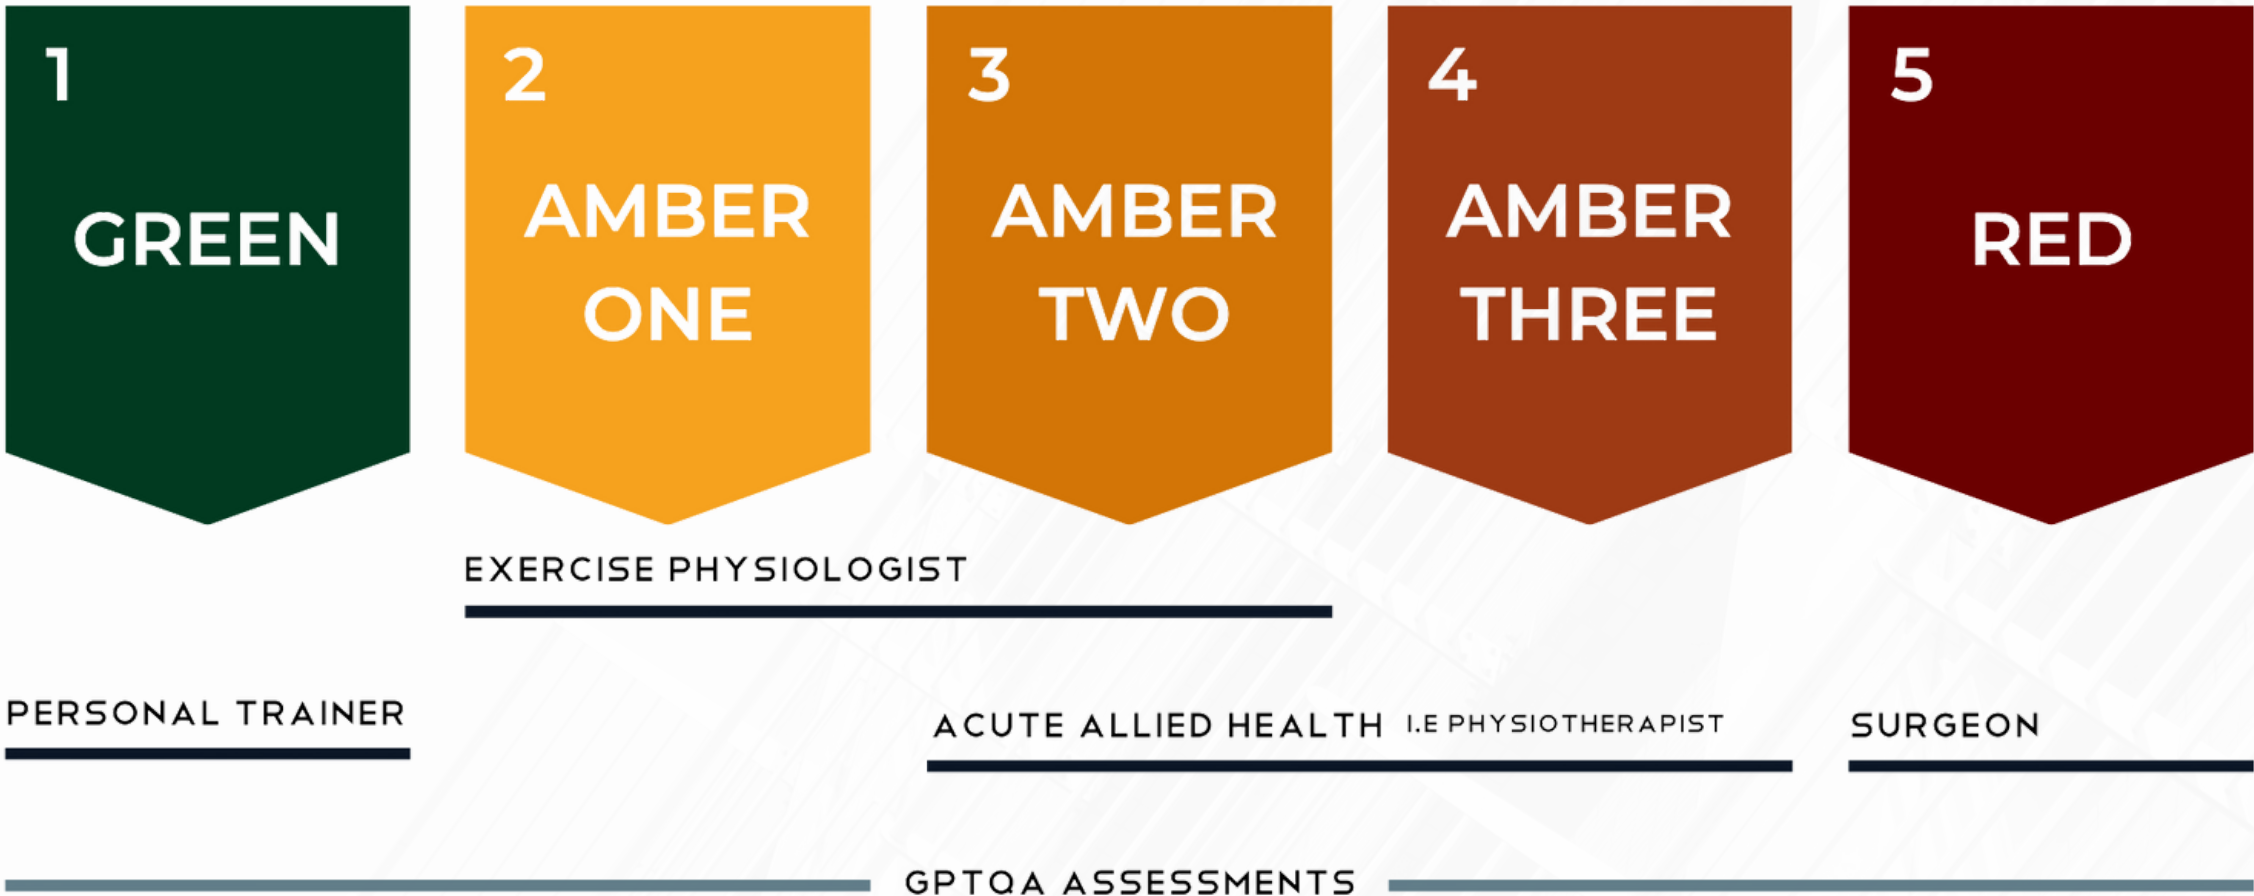 1
GREEN
2
AMBER
ONE
3
AMBER
TWO
4
AMBER
THREE
5
RED
EXERCISE PHYSIOLOGIST
PERSONAL TRAINER
ACUTE ALLIED HEALTH I.E PHYSIOTHERAPIST
SURGEON
GPTQA ASSESSMENTS